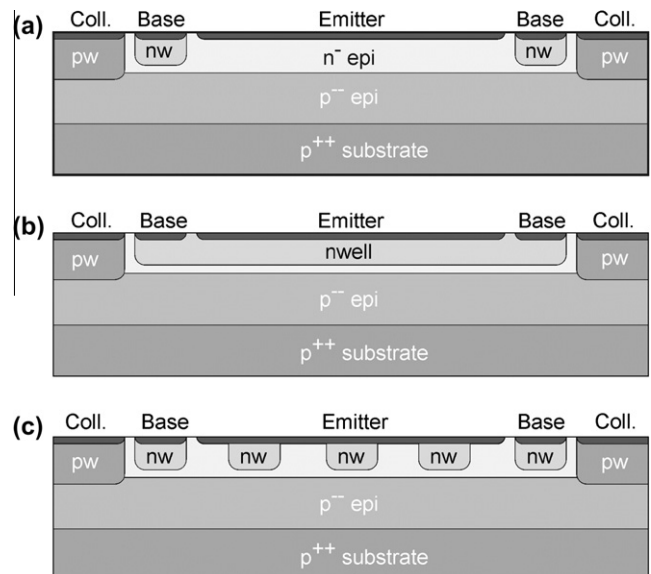 (a) Coll. Base Emitter Base Coll.
pw nw n⁻ epi nw pw
p⁻⁻ epi
p⁺⁺ substrate
(b) Coll. Base Emitter Base Coll.
pw nwell pw
p⁻⁻ epi
p⁺⁺ substrate
(c) Coll. Base Emitter Base Coll.
pw nw nw nw nw nw pw
p⁻⁻ epi
p⁺⁺ substrate